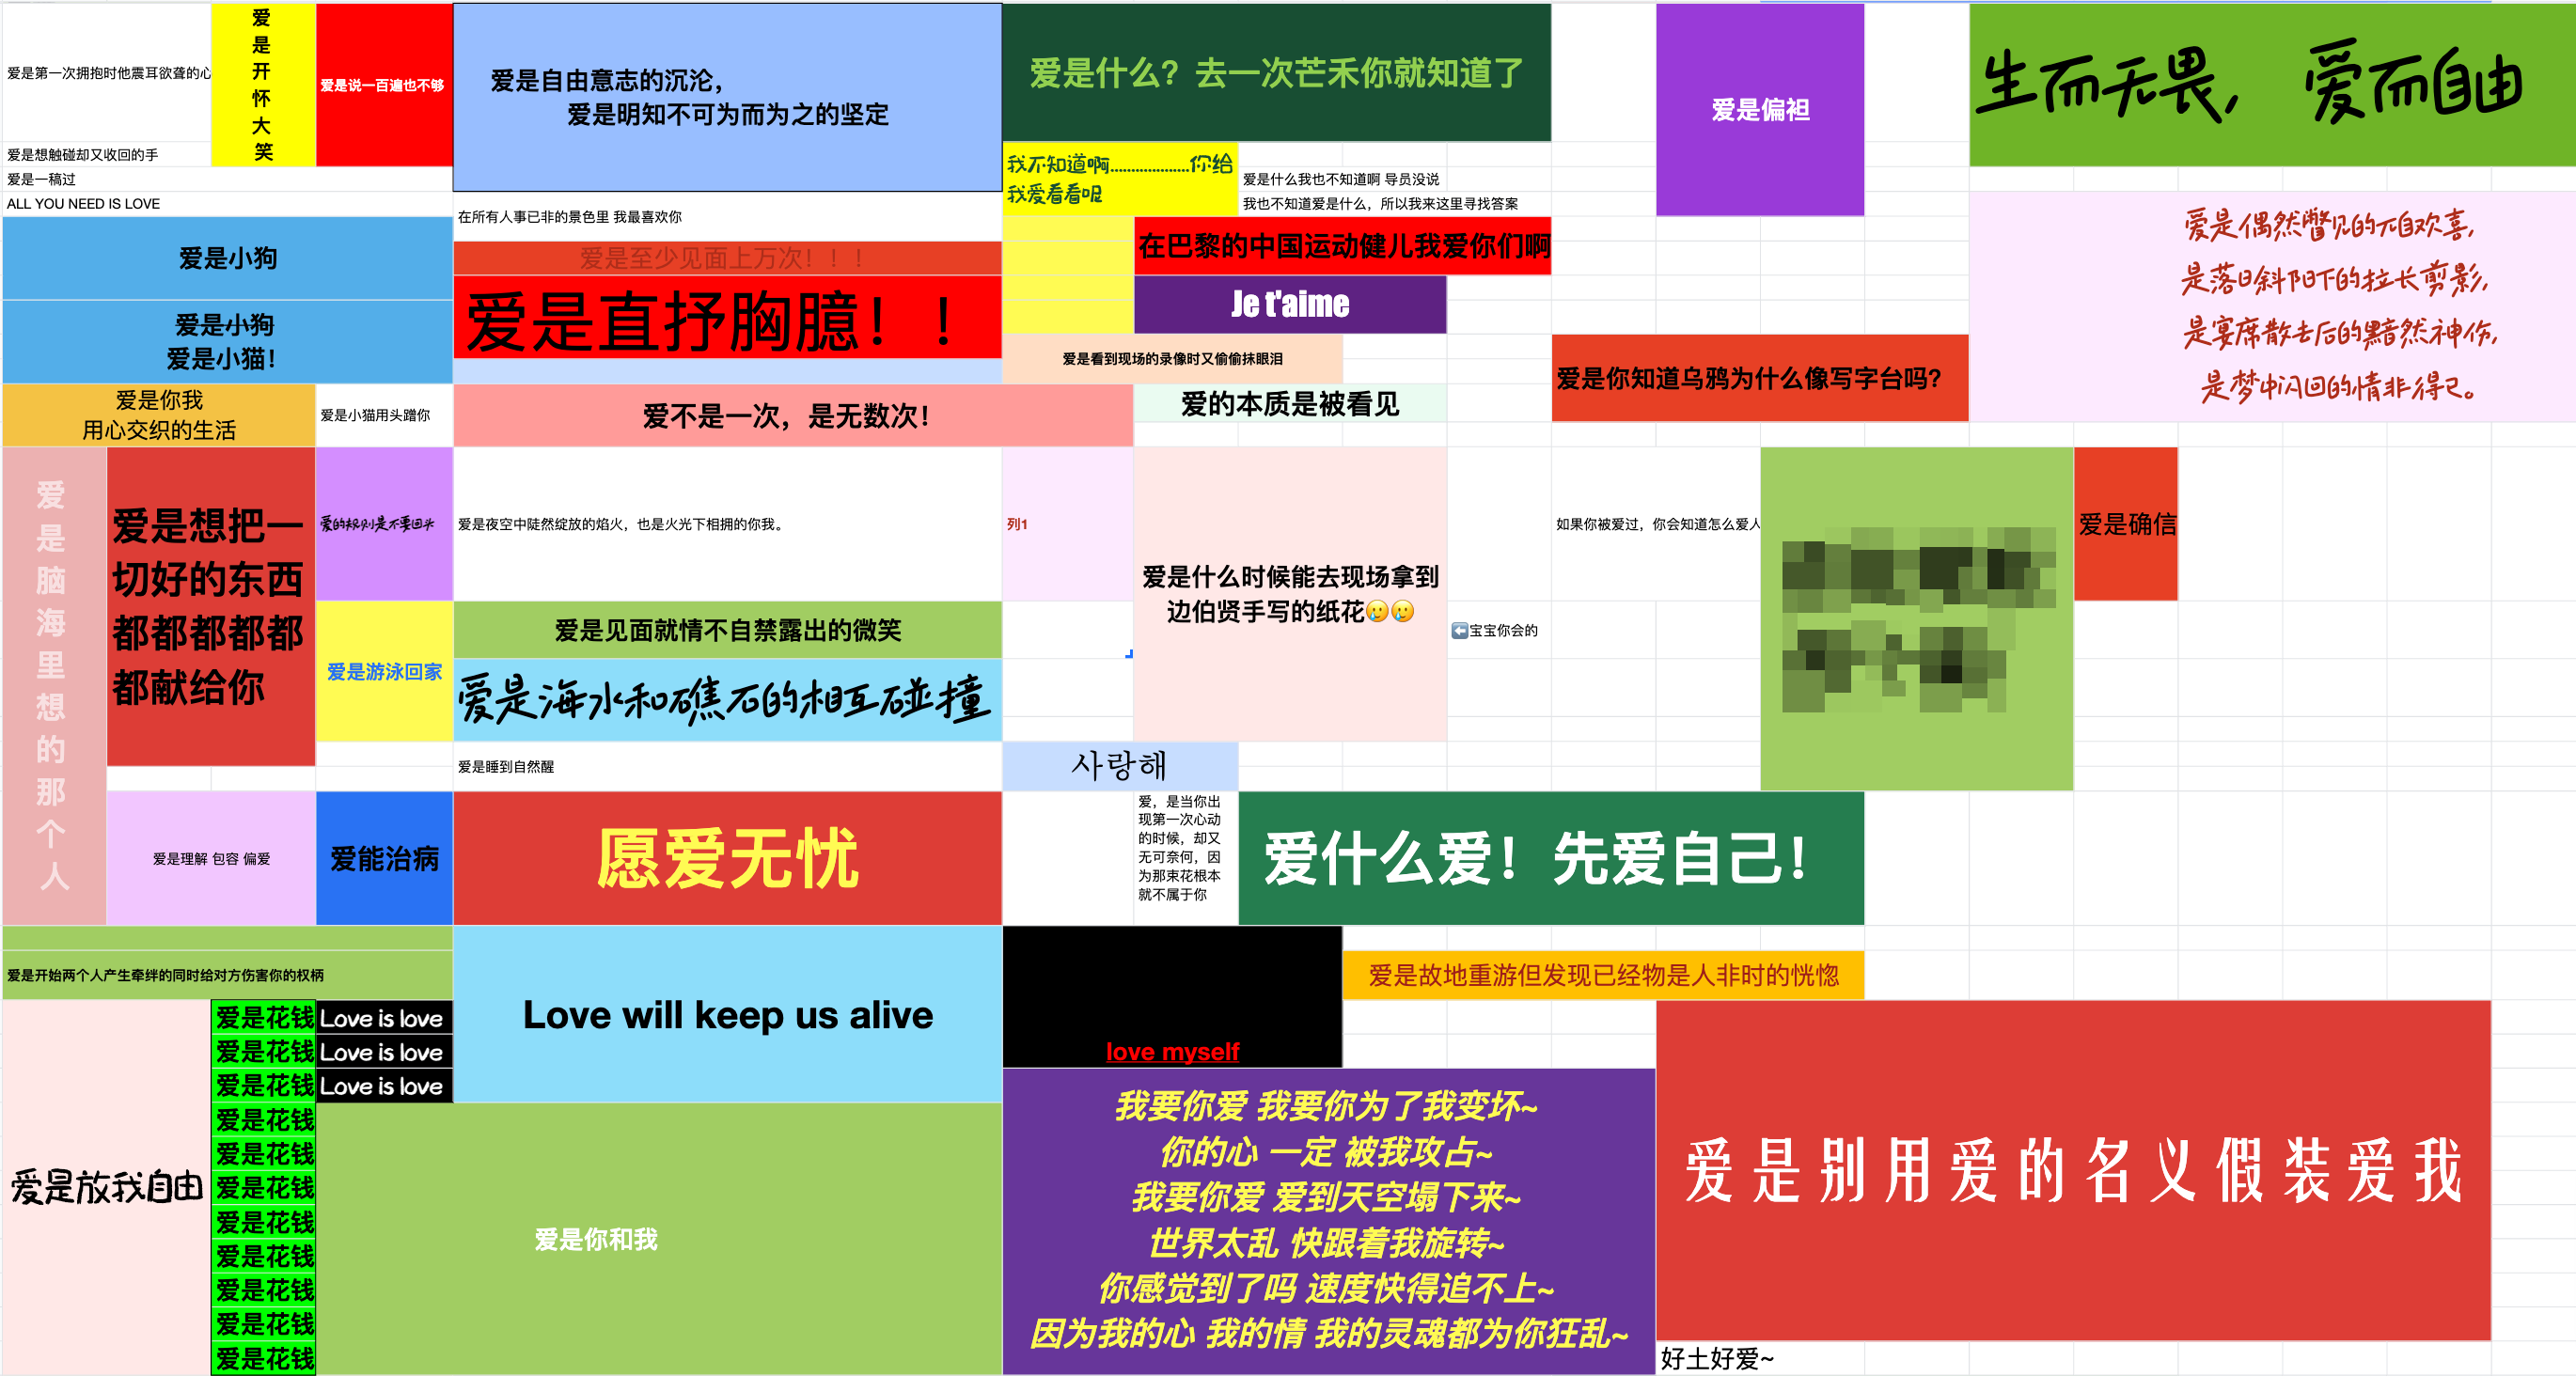 爱是第一次拥抱时他震耳欲聋的心
爱
是
开
怀
大
笑
爱是说一百遍也不够
爱是自由意志的沉沦，
爱是明知不可为而为之的坚定
爱是什么？去一次芒禾你就知道了
爱是偏袒
生而无畏， 爱而自由
爱是想触碰却又收回的手
爱是一稿过
ALL YOU NEED IS LOVE
在所有人事已非的景色里 我最喜欢你
我不知道啊...................你给
我爱看看呢
爱是什么我也不知道啊 导员没说
我也不知道爱是什么，所以我来这里寻找答案
爱是小狗
爱是至少见面上万次！！！
在巴黎的中国运动健儿我爱你们啊
爱是偶然瞥见的暗自欢喜，
是落日斜阳下的拉长剪影，
是宴席散去后的黯然神伤，
是梦中闪回的情非得已。
爱是小狗
爱是小猫！
爱是直抒胸臆！！
Je t'aime
爱是看到现场的录像时又偷偷抹眼泪
爱是你知道乌鸦为什么像写字台吗？
爱是你我
用心交织的生活
爱是小猫用头蹭你
爱不是一次，是无数次！
爱的本质是被看见
爱
是
脑
海
里
想
的
那
个
人
爱是想把一
切好的东西
都都都都都
都献给你
爱的规则是不要回头
爱是夜空中陡然绽放的焰火，也是火光下相拥的你我。
列1
爱是什么时候能去现场拿到
边伯贤手写的纸花🥲🥲
如果你被爱过，你会知道怎么爱人
爱是确信
爱是游泳回家
爱是见面就情不自禁露出的微笑
⬅️宝宝你会的
爱是海水和礁石的相互碰撞
爱是睡到自然醒
사랑해
爱是理解 包容 偏爱
爱能治病
愿爱无忧
爱，是当你出
现第一次心动
的时候，却又
无可奈何，因
为那束花根本
就不属于你
爱什么爱！先爱自己！
爱是开始两个人产生牵绊的同时给对方伤害你的权柄
Love will keep us alive
love myself
爱是故地重游但发现已经物是人非时的恍惚
爱是放我自由
爱是花钱
爱是花钱
爱是花钱
爱是花钱
爱是花钱
爱是花钱
爱是花钱
爱是花钱
爱是花钱
爱是花钱
爱是花钱
Love is love
Love is love
Love is love
爱是你和我
我要你爱 我要你为了我变坏~
你的心 一定 被我攻占~
我要你爱 爱到天空塌下来~
世界太乱 快跟着我旋转~
你感觉到了吗 速度快得追不上~
因为我的心 我的情 我的灵魂都为你狂乱~
爱是别用爱的名义假装爱我
好土好爱~